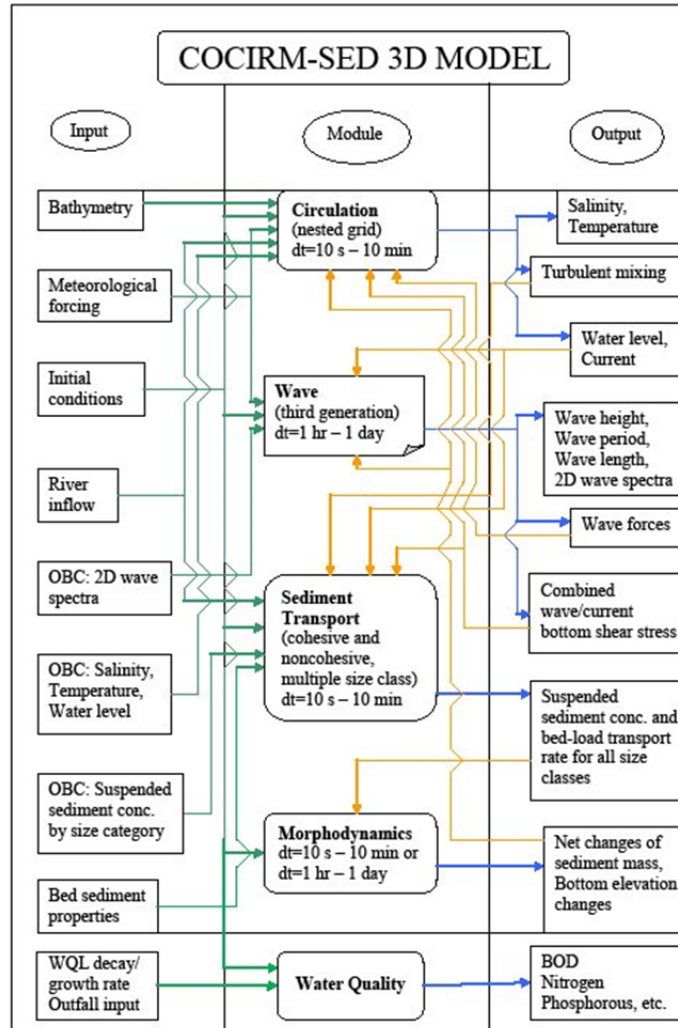 COCIRM-SED 3D MODEL
Input
Module
Output
Bathymetry
Meteorological
forcing
Initial
conditions
River
inflow
OBC: 2D wave
spectra
OBC: Salinity,
Temperature,
Water level
OBC: Suspended
sediment conc.
by size category
Bed sediment
properties
WQL decay/
growth rate
Outfall input
Circulation
(nested grid)
dt=10 s – 10 min
Wave
(third generation)
dt=1 hr – 1 day
Sediment
Transport
(cohesive and
noncohesive,
multiple size class)
dt=10 s – 10 min
Morphodynamics
dt=10 s – 10 min or
dt=1 hr – 1 day
Water Quality
Salinity,
Temperature
Turbulent mixing
Water level,
Current
Wave height,
Wave period,
Wave length,
2D wave spectra
Wave forces
Combined
wave/current
bottom shear stress
Suspended
sediment conc. and
bed-load transport
rate for all size
classes
Net changes of
sediment mass,
Bottom elevation
changes
BOD
Nitrogen
Phosphorous, etc.